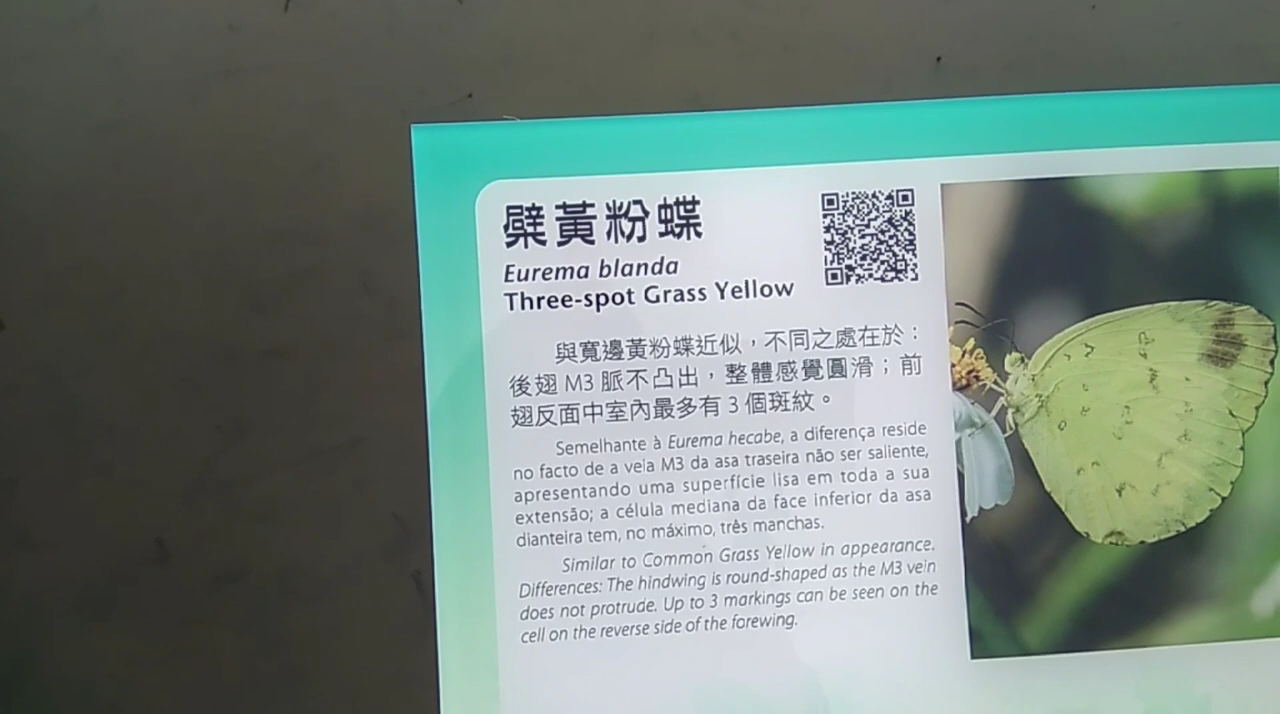 檗黃粉蝶
Eurema blanda
Three-spot Grass Yellow
與寬邊黃粉蝶近似，不同之處在於：
後翅 M3 脈不凸出，整體感覺圓滑；前
翅反面中室內最多有 3 個斑紋。
Semelhante à Eurema hecabe, a diferença reside
no facto de a veia M3 da asa traseira não ser saliente,
apresentando uma superfície lisa em toda a sua
extensão; a célula mediana da face inferior da asa
dianteira tem, no máximo, três manchas.
Similar to Common Grass Yellow in appearance.
Differences: The hindwing is round-shaped as the M3 vein
does not protrude. Up to 3 markings can be seen on the
cell on the reverse side of the forewing.